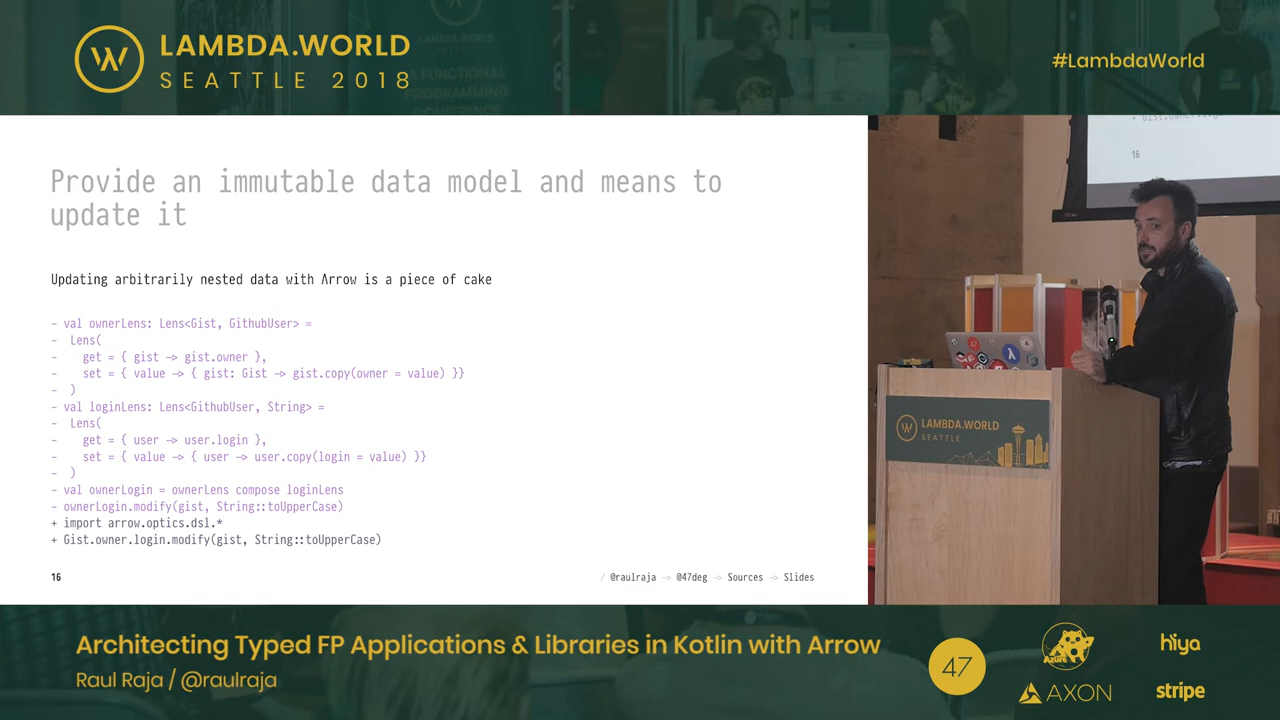 LAMBDA.WORLD
SEATTLE 2018
#LambdaWorld
Provide an immutable data model and means to
update it
Updating arbitrarily nested data with Arrow is a piece of cake
- val ownerLens: Lens<Gist, GithubUser> =
-  Lens(
-    get = { gist -> gist.owner },
-    set = { value -> { gist: Gist -> gist.copy(owner = value) }}
-  )
- val loginLens: Lens<GithubUser, String> =
-  Lens(
-    get = { user -> user.login },
-    set = { value -> { user -> user.copy(login = value) }}
-  )
- val ownerLogin = ownerLens compose loginLens
- ownerLogin.modify(gist, String::toUpperCase)
+ import arrow.optics.dsl.*
+ Gist.owner.login.modify(gist, String::toUpperCase)
16
/ @raulraja -> @47deg -> Sources -> Slides
16
LAMBDA.WORLD
SEATTLE
Architecting Typed FP Applications & Libraries in Kotlin with Arrow
Raul Raja / @raulraja
47
Azure
hiya
AXON
stripe